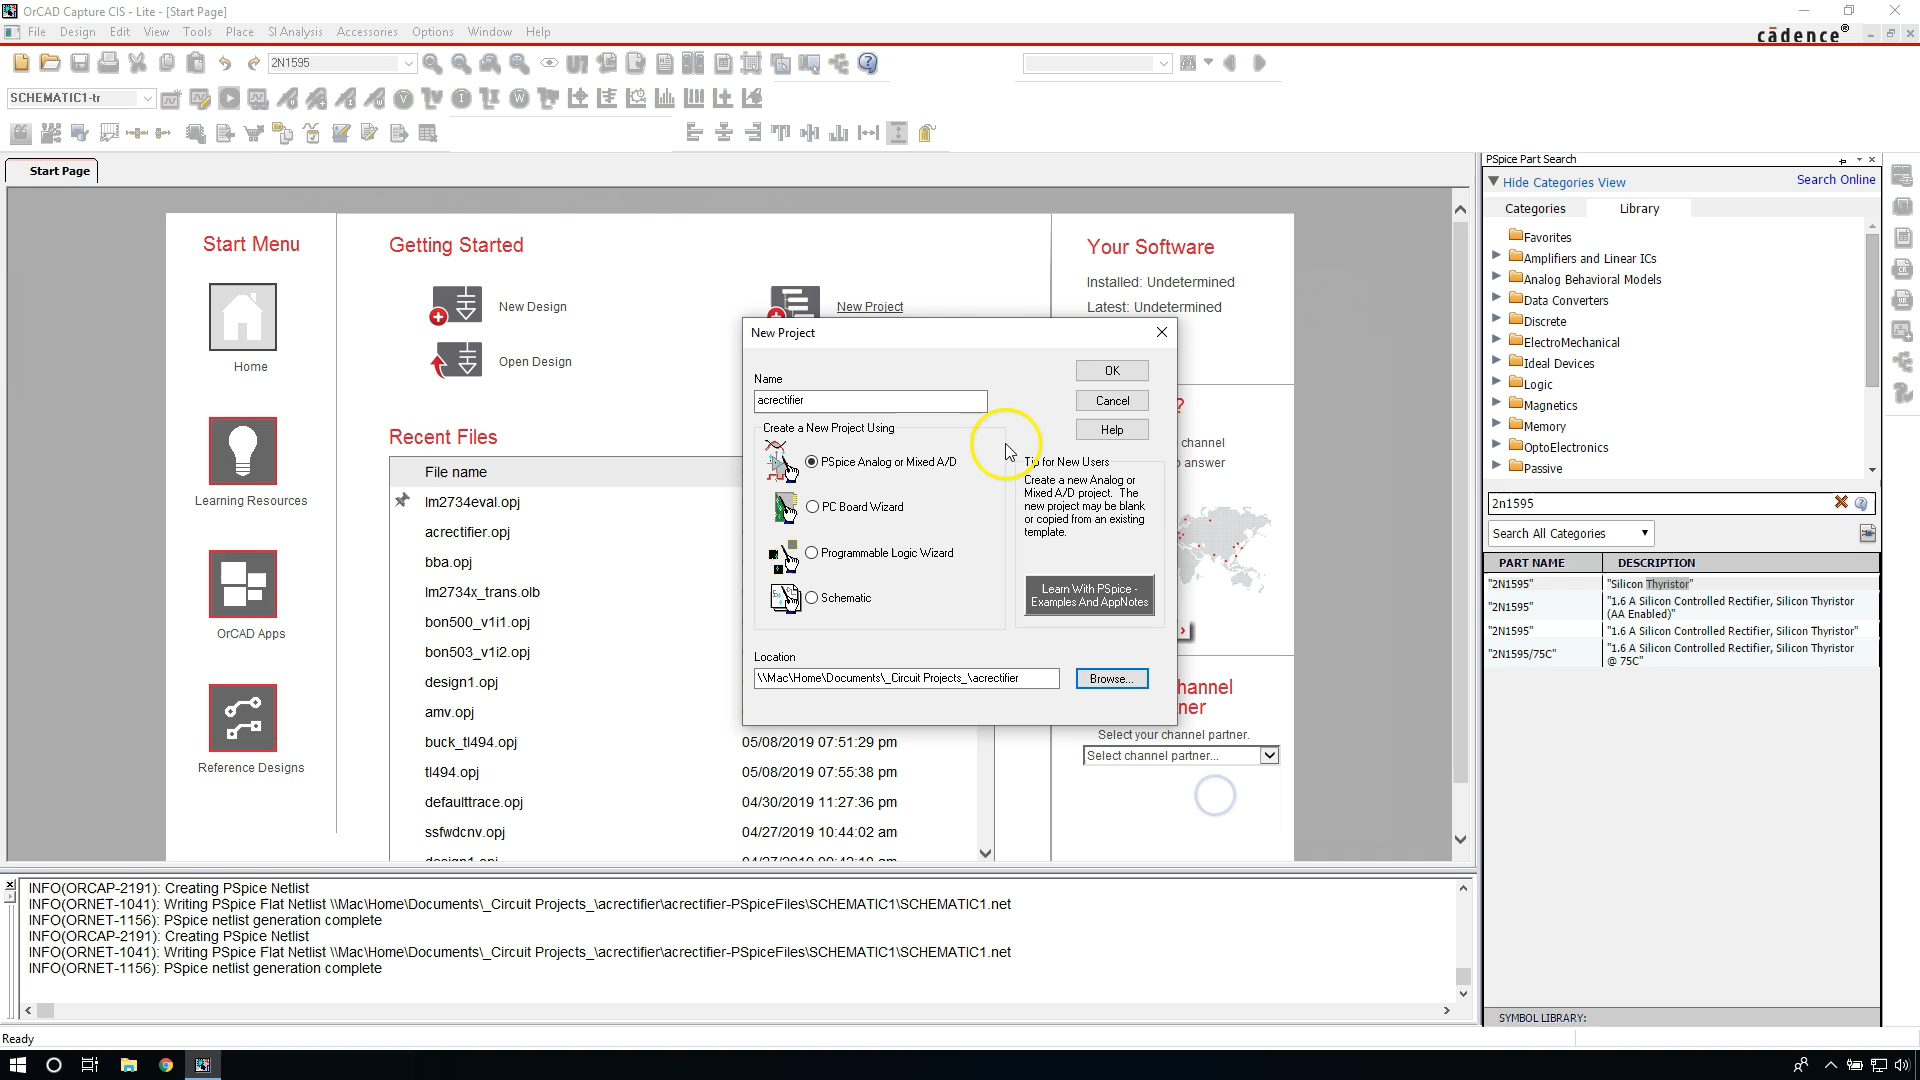 OrCAD Capture CIS - Lite - [Start Page]
File Design Edit View Tools Place SI Analysis Accessories Options Window Help
cādence®
2N1595
SCHEMATIC1-tr
Start Page
Start Menu
Home
Learning Resources
OrCAD Apps
Reference Designs
Getting Started
New Design
New Project
Open Design
Recent Files
File name
lm2734eval.opj
acrectifier.opj
bba.opj
lm2734x_trans.olb
bon500_v1i1.opj
bon503_v1i2.opj
design1.opj
amv.opj
buck_tl494.opj 05/08/2019 07:51:29 pm
tl494.opj 05/08/2019 07:55:38 pm
defaulttrace.opj 04/30/2019 11:27:36 pm
ssfwdcnv.opj 04/27/2019 10:44:02 am
Your Software
Installed: Undetermined
Latest: Undetermined
?
channel
answer
hannel
ner
Select your channel partner.
Select channel partner...
New Project
Name
acrectifier
OK
Cancel
Help
Create a New Project Using
PSpice Analog or Mixed A/D
PC Board Wizard
Programmable Logic Wizard
Schematic
Tip for New Users
Create a new Analog or
Mixed A/D project. The
new project may be blank
or copied from an existing
template.
Learn With PSpice -
Examples And AppNotes
Location
\\Mac\Home\Documents\_Circuit Projects_\acrectifier
Browse...
PSpice Part Search
Hide Categories View
Search Online
Categories Library
Favorites
Amplifiers and Linear ICs
Analog Behavioral Models
Data Converters
Discrete
ElectroMechanical
Ideal Devices
Logic
Magnetics
Memory
OptoElectronics
Passive
2n1595
Search All Categories
PART NAME DESCRIPTION
"2N1595" "Silicon Thyristor"
"2N1595" "1.6 A Silicon Controlled Rectifier, Silicon Thyristor
(AA Enabled)"
"2N1595" "1.6 A Silicon Controlled Rectifier, Silicon Thyristor"
"2N1595/75C" "1.6 A Silicon Controlled Rectifier, Silicon Thyristor
@ 75C"
SYMBOL LIBRARY:
INFO(ORCAP-2191): Creating PSpice Netlist
INFO(ORNET-1041): Writing PSpice Flat Netlist \\Mac\Home\Documents\_Circuit Projects_\acrectifier\acrectifier-PSpiceFiles\SCHEMATIC1\SCHEMATIC1.net
INFO(ORNET-1156): PSpice netlist generation complete
INFO(ORCAP-2191): Creating PSpice Netlist
INFO(ORNET-1041): Writing PSpice Flat Netlist \\Mac\Home\Documents\_Circuit Projects_\acrectifier\acrectifier-PSpiceFiles\SCHEMATIC1\SCHEMATIC1.net
INFO(ORNET-1156): PSpice netlist generation complete
Ready